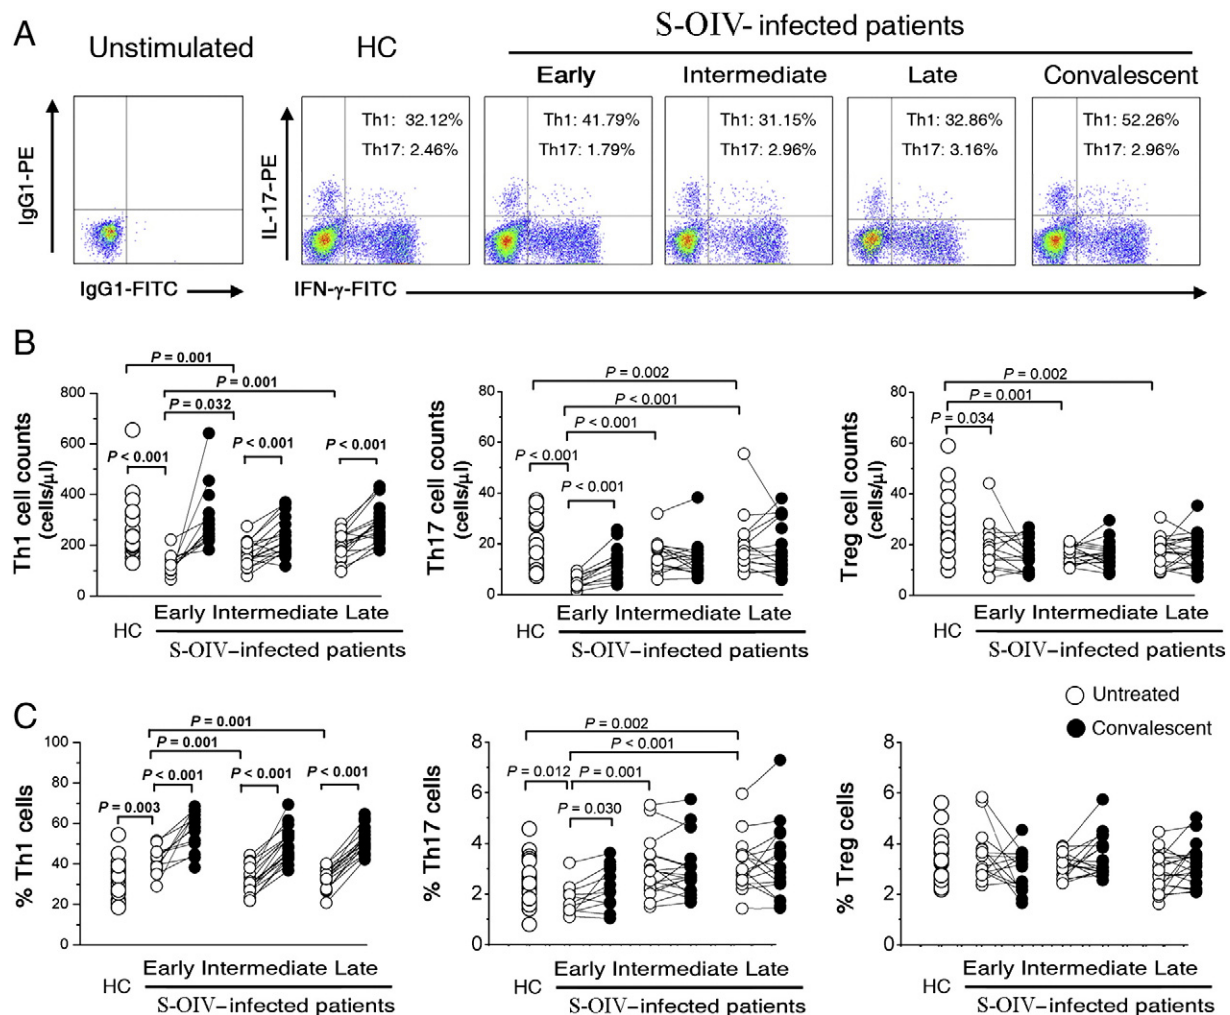 A
Unstimulated
HC
S-OIV- infected patients
Early
Intermediate
Late
Convalescent
IgG1-PE
IgG1-FITC
IL-17-PE
Th1: 32.12%
Th17: 2.46%
Th1: 41.79%
Th17: 1.79%
Th1: 31.15%
Th17: 2.96%
Th1: 32.86%
Th17: 3.16%
Th1: 52.26%
Th17: 2.96%
IFN-γ-FITC
B
Th1 cell counts
(cells/μl)
800
600
400
200
0
P = 0.001
P = 0.001
P = 0.032
P < 0.001
P < 0.001
P < 0.001
HC
Early Intermediate Late
S-OIV-infected patients
Th17 cell counts
(cells/μl)
80
60
40
20
0
P = 0.002
P < 0.001
P < 0.001
P < 0.001
P < 0.001
HC
Early Intermediate Late
S-OIV-infected patients
Treg cell counts
(cells/μl)
80
60
40
20
0
P = 0.002
P = 0.001
P = 0.034
HC
Early Intermediate Late
S-OIV-infected patients
Untreated
Convalescent
C
% Th1 cells
100
80
60
40
20
0
P = 0.001
P = 0.001
P < 0.001
P < 0.001
P < 0.001
P = 0.003
HC
Early Intermediate Late
S-OIV-infected patients
% Th17 cells
8
6
4
2
0
P = 0.002
P < 0.001
P = 0.012
P = 0.001
P = 0.030
HC
Early Intermediate Late
S-OIV-infected patients
% Treg cells
8
6
4
2
0
HC
Early Intermediate Late
S-OIV-infected patients